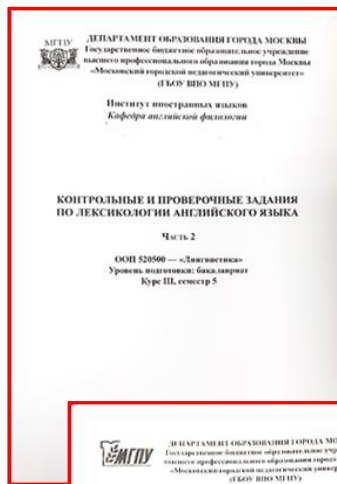 МГПУ
ДЕПАРТАМЕНТ ОБРАЗОВАНИЯ ГОРОДА МОСКВЫ
Государственное бюджетное образовательное учреждение
высшего профессионального образования города Москвы
«Московский городской педагогический университет»
(ГБОУ ВПО МГПУ)
Институт иностранных языков
Кафедра английской филологии
КОНТРОЛЬНЫЕ И ПРОВЕРОЧНЫЕ ЗАДАНИЯ
ПО ЛЕКСИКОЛОГИИ АНГЛИЙСКОГО ЯЗЫКА
Часть 2
ООП 520500 — «Лингвистика»
Уровень подготовки: бакалавриат
Курс III, семестр 5
МГПУ
ДЕПАРТАМЕНТ ОБРАЗОВАНИЯ ГОРОДА МО
Государственное бюджетное образовательное учр
высшего профессионального образования города
«Московский городской педагогический универ
(ГБОУ ВПО МГПУ)